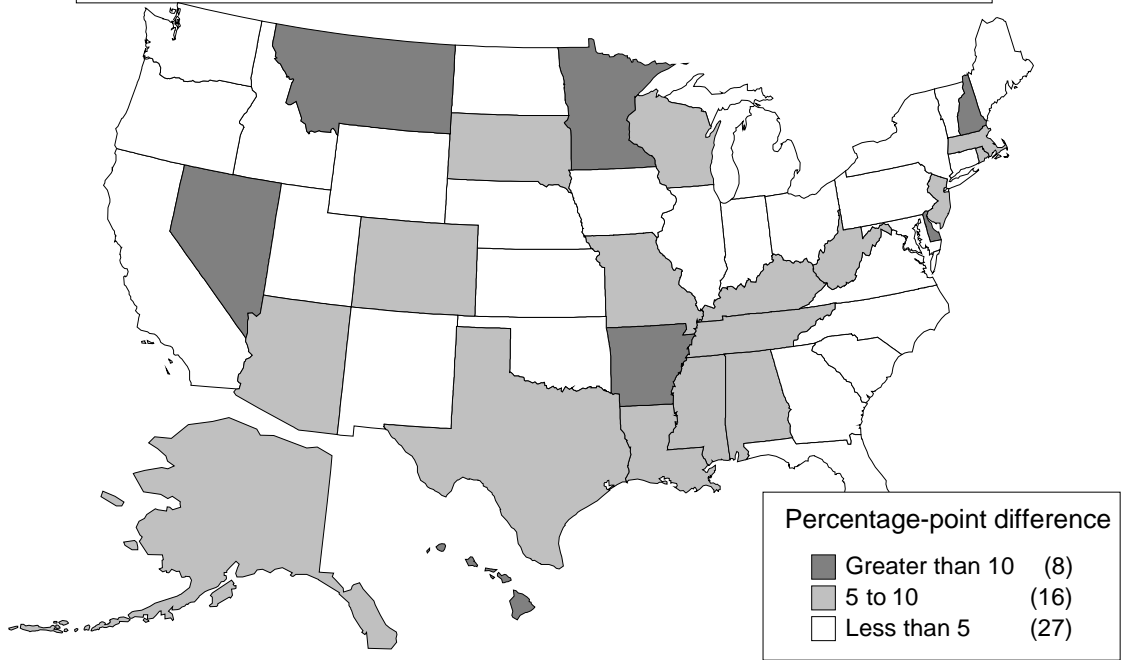 Percentage-point difference
Greater than 10 (8)
5 to 10 (16)
Less than 5 (27)